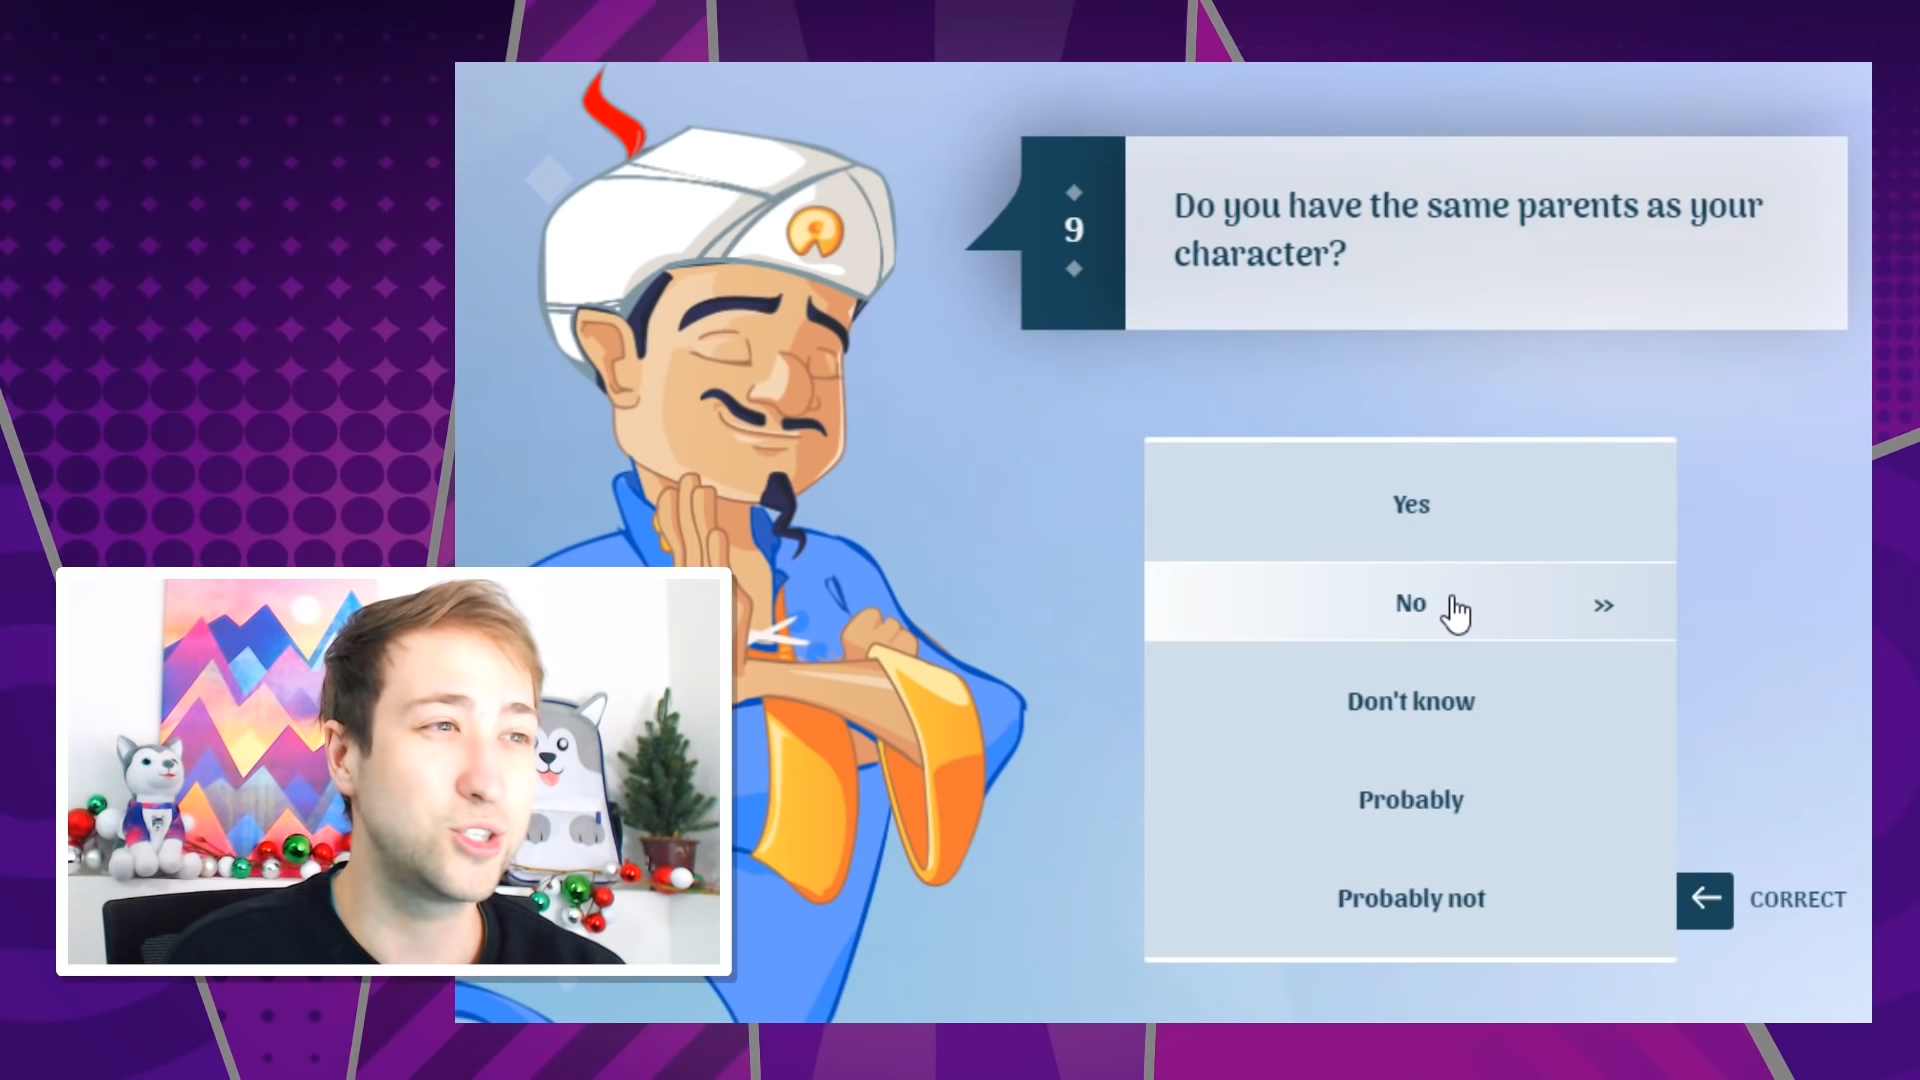 9
Do you have the same parents as your
character?
Yes
No
Don't know
Probably
Probably not
CORRECT